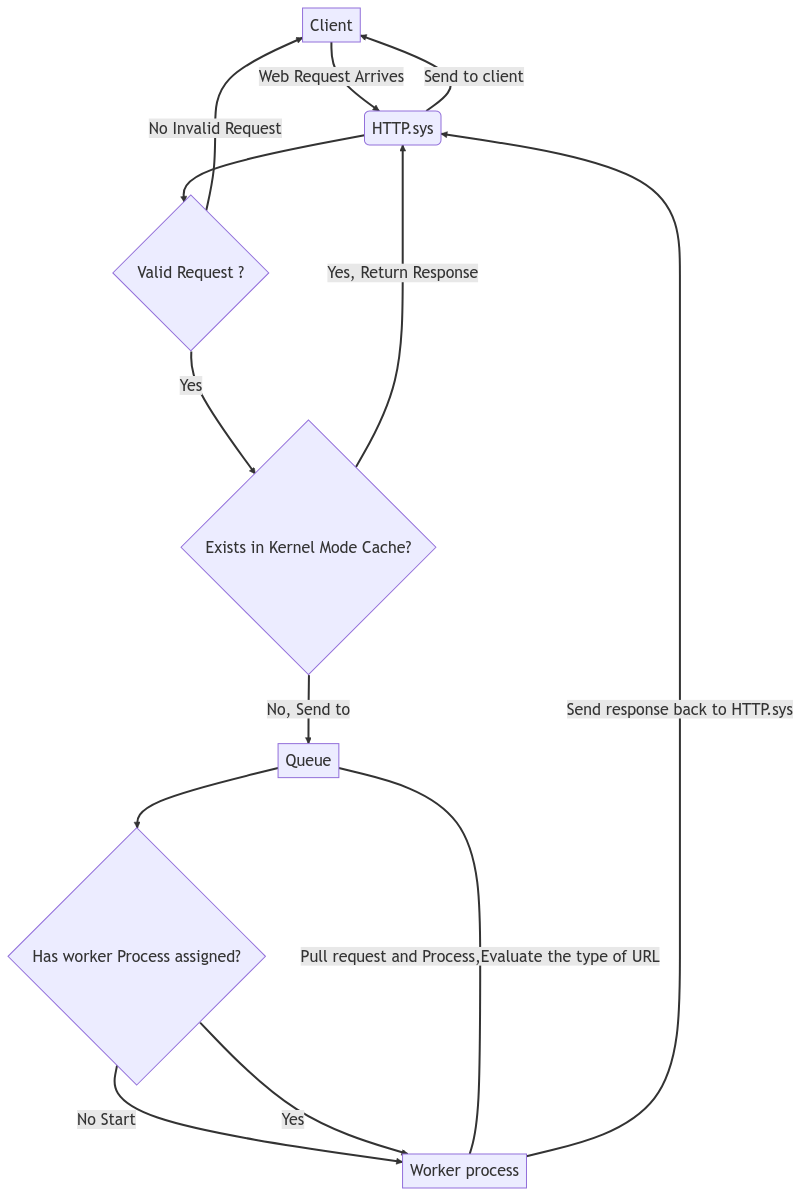 Client
Web Request Arrives
Send to client
No Invalid Request
HTTP.sys
Valid Request ?
Yes, Return Response
Yes
Exists in Kernel Mode Cache?
No, Send to
Send response back to HTTP.sys
Queue
Has worker Process assigned?
Pull request and Process,Evaluate the type of URL
No Start
Yes
Worker process